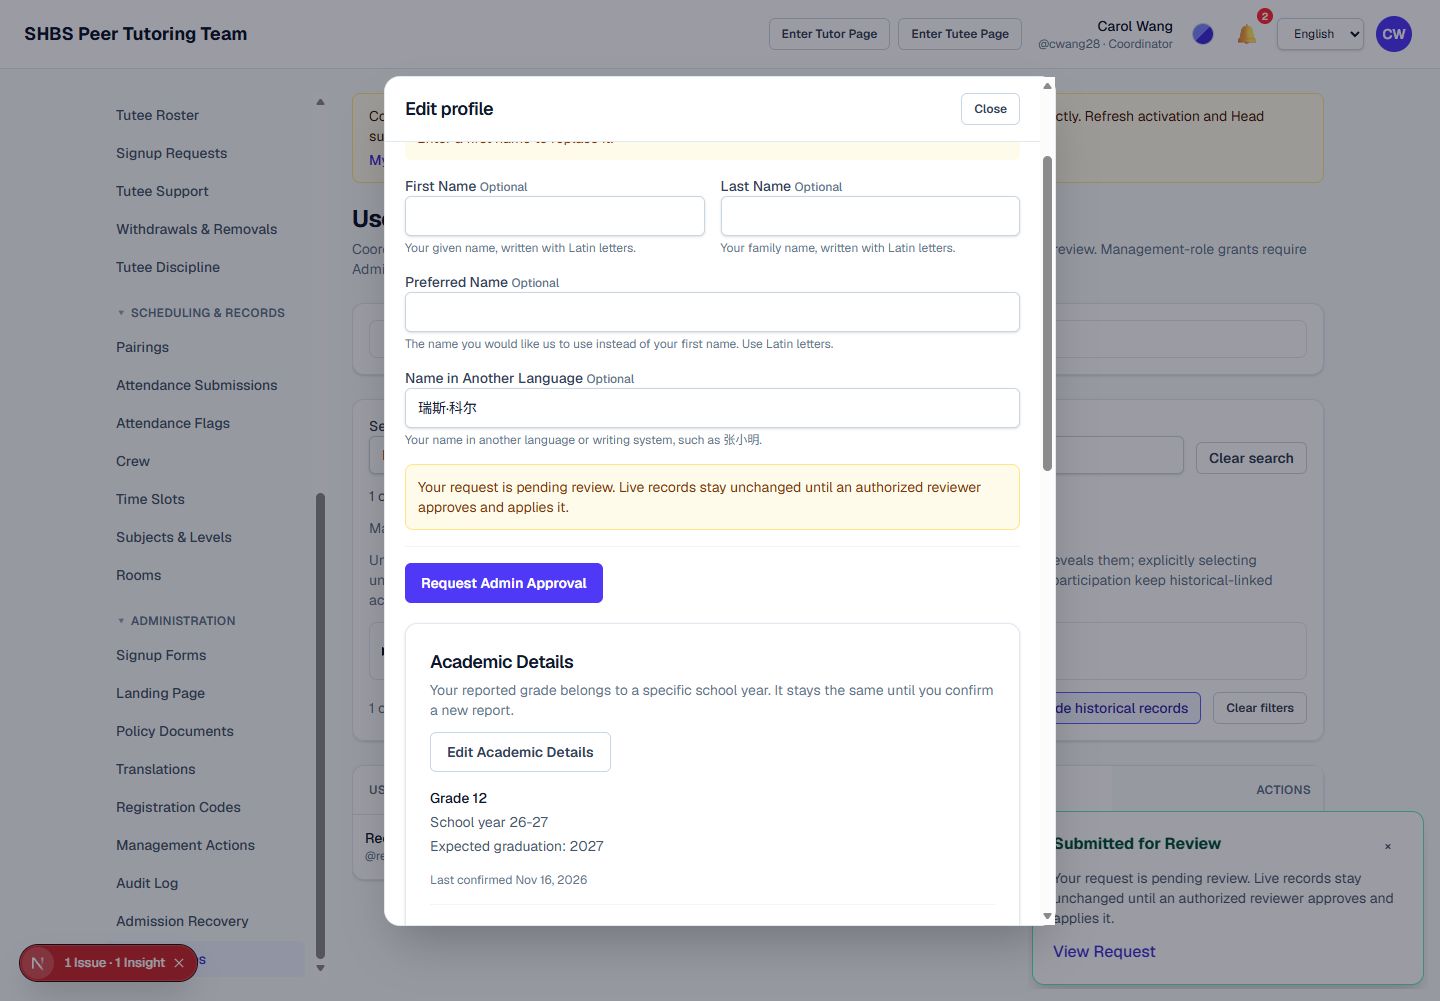 SHBS Peer Tutoring Team
Enter Tutor Page
Enter Tutee Page
Carol Wang
@cwang28 · Coordinator
2
English
CW
Tutee Roster
Signup Requests
Tutee Support
Withdrawals & Removals
Tutee Discipline
SCHEDULING & RECORDS
Pairings
Attendance Submissions
Attendance Flags
Crew
Time Slots
Subjects & Levels
Rooms
ADMINISTRATION
Signup Forms
Landing Page
Policy Documents
Translations
Registration Codes
Management Actions
Audit Log
Admission Recovery
N 1 Issue · 1 Insight
ctly. Refresh activation and Head
su
My
Use
eview. Management-role grants require
Admi
Clear search
eveals them; explicitly selecting
articipation keep historical-linked
de historical records
Clear filters
US
ACTIONS
Edit profile
Close
First Name Optional
Last Name Optional
Your given name, written with Latin letters.
Your family name, written with Latin letters.
Preferred Name Optional
The name you would like us to use instead of your first name. Use Latin letters.
Name in Another Language Optional
瑞斯·科尔
Your name in another language or writing system, such as 张小明.
Your request is pending review. Live records stay unchanged until an authorized reviewer
approves and applies it.
Request Admin Approval
Academic Details
Your reported grade belongs to a specific school year. It stays the same until you confirm
a new report.
Edit Academic Details
Grade 12
School year 26-27
Expected graduation: 2027
Last confirmed Nov 16, 2026
Submitted for Review
Your request is pending review. Live records stay
unchanged until an authorized reviewer approves and
applies it.
View Request